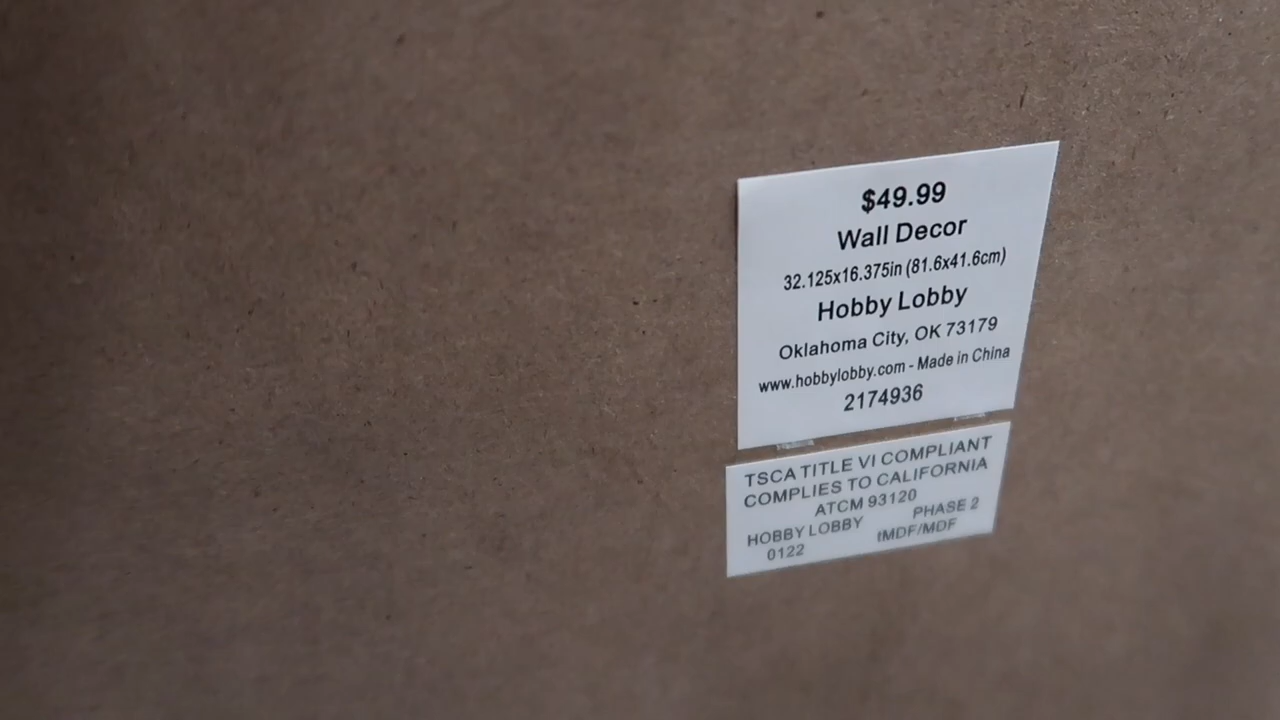 $49.99
Wall Decor
32.125x16.375in (81.6x41.6cm)
Hobby Lobby
Oklahoma City, OK 73179
www.hobbylobby.com - Made in China
2174936
TSCA TITLE VI COMPLIANT
COMPLIES TO CALIFORNIA
ATCM 93120
HOBBY LOBBY PHASE 2
0122 tMDF/MDF